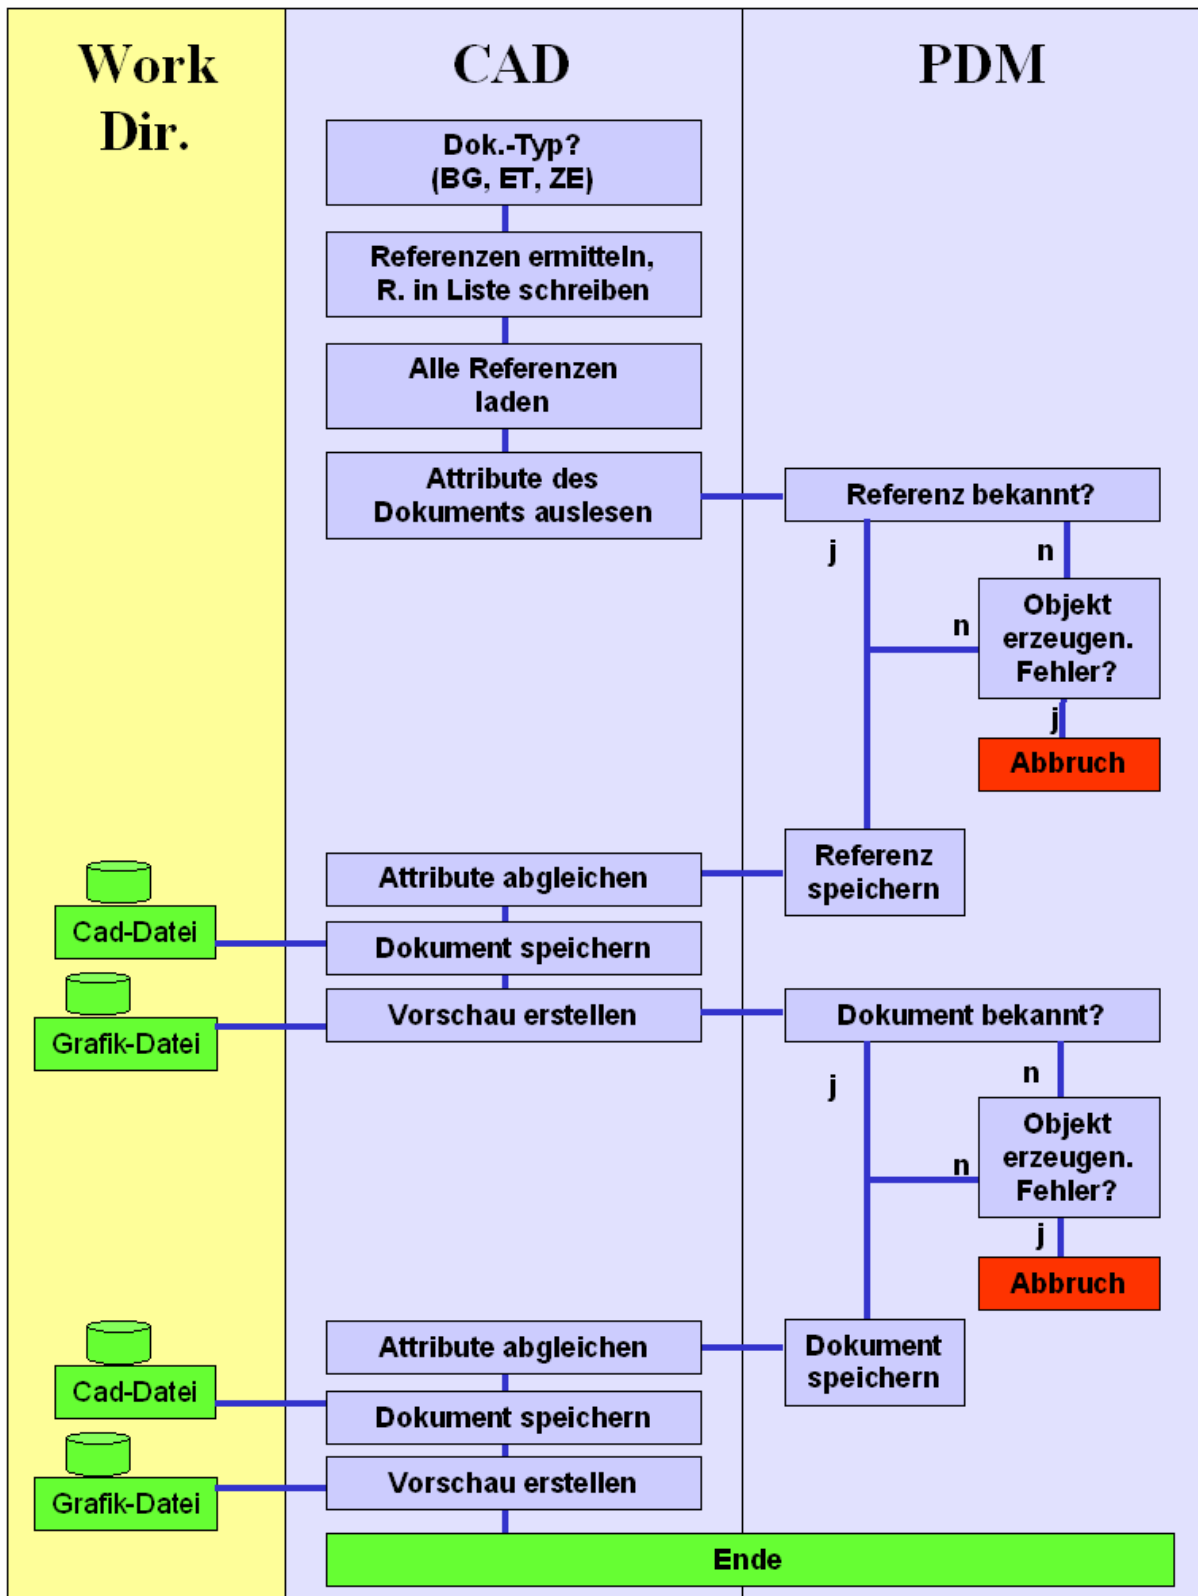 Work
Dir.
CAD
PDM
Dok.-Typ?
(BG, ET, ZE)
Referenzen ermitteln,
R. in Liste schreiben
Alle Referenzen
laden
Attribute des
Dokuments auslesen
Referenz bekannt?
j
n
Objekt
erzeugen.
Fehler?
n
j
Abbruch
Referenz
speichern
Attribute abgleichen
Cad-Datei
Dokument speichern
Grafik-Datei
Vorschau erstellen
Dokument bekannt?
j
n
Objekt
erzeugen.
Fehler?
n
j
Abbruch
Dokument
speichern
Attribute abgleichen
Cad-Datei
Dokument speichern
Grafik-Datei
Vorschau erstellen
Ende